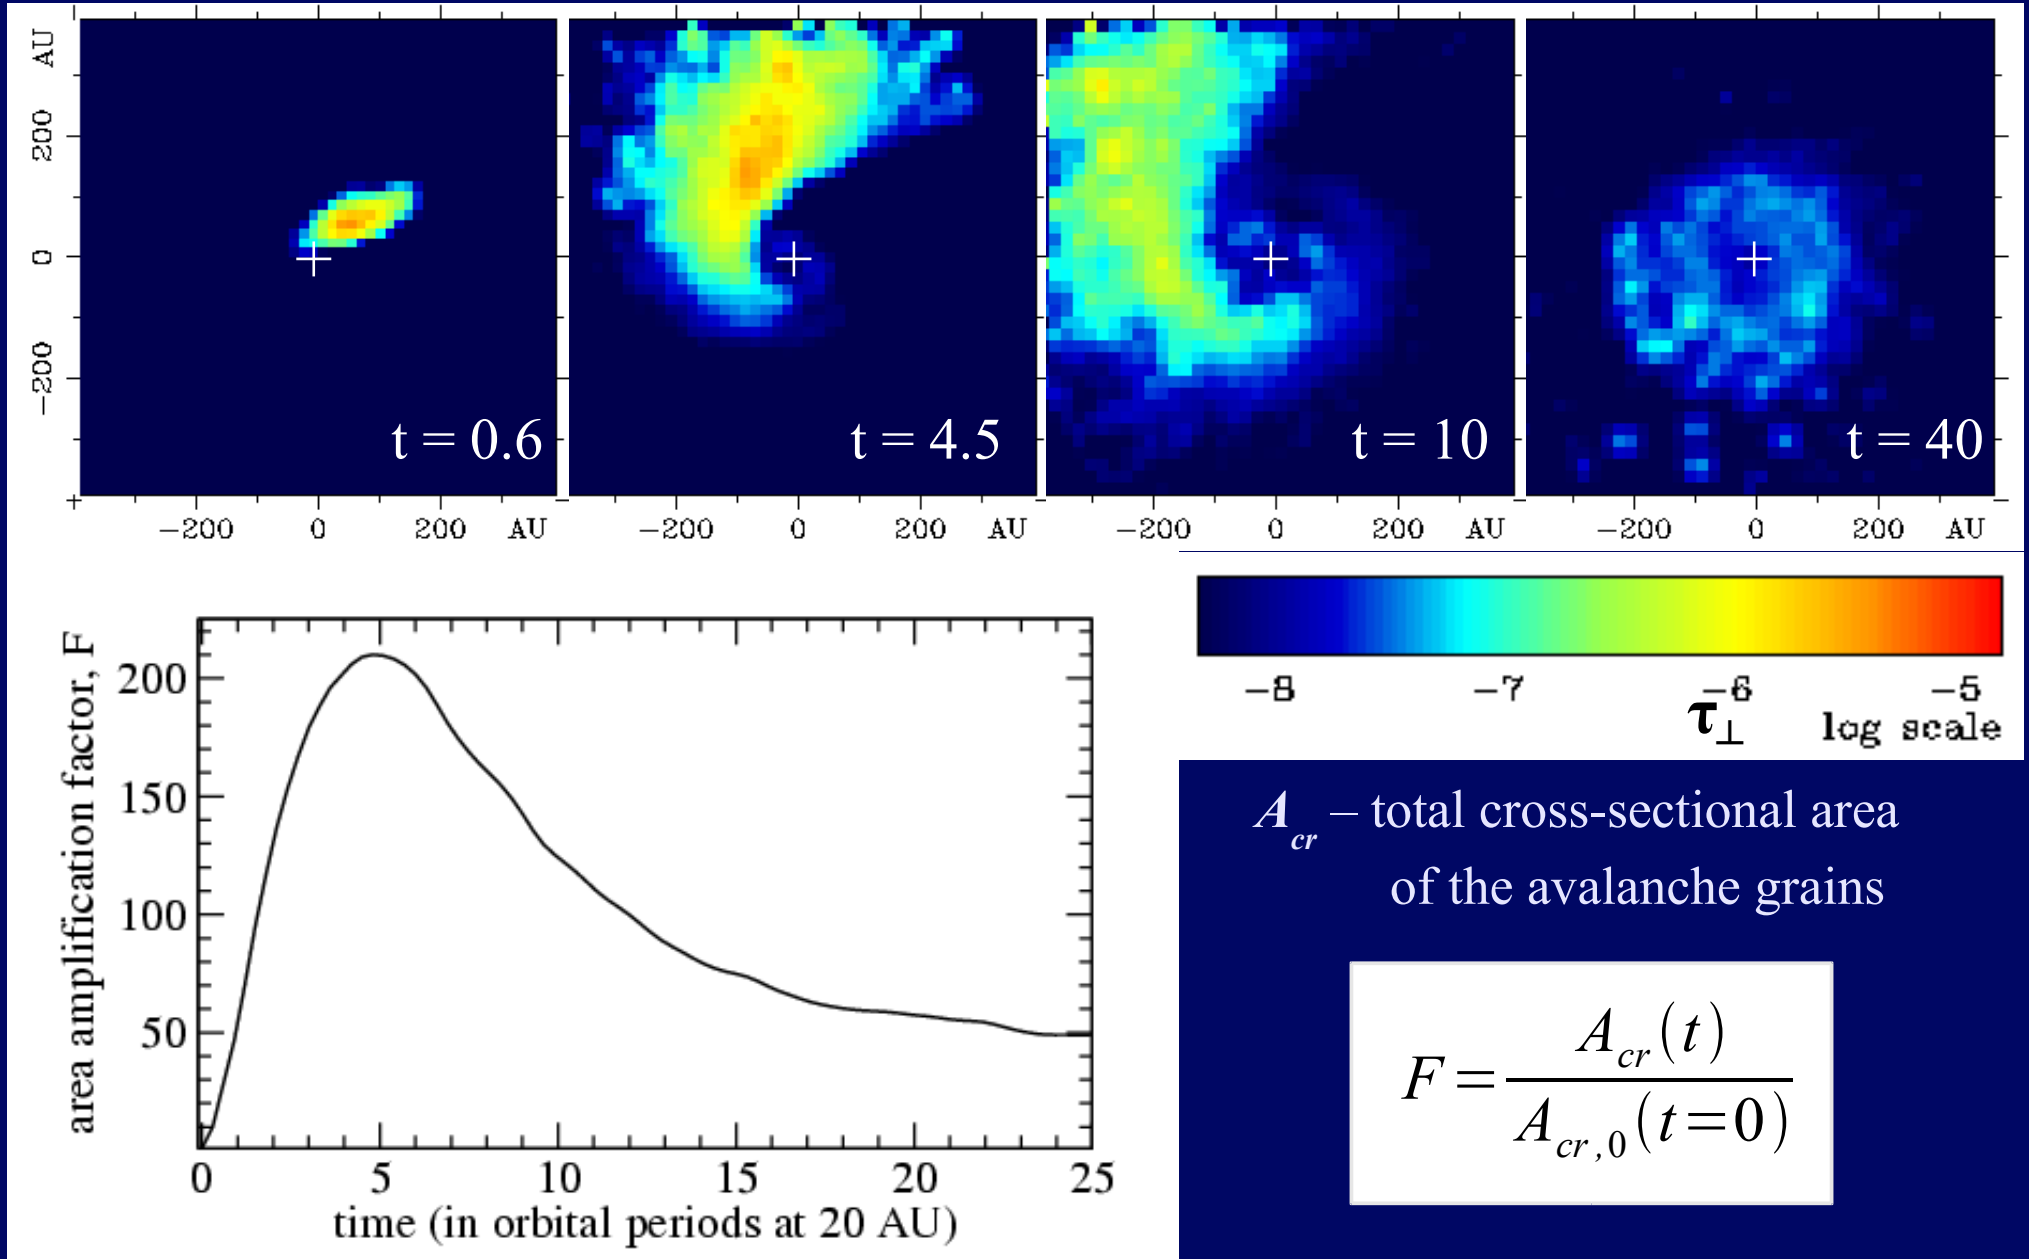 AU
200
0
−200
t = 0.6
t = 4.5
t = 10
t = 40
−200 0 200 AU
−200 0 200 AU
−200 0 200 AU
−200 0 200 AU
area amplification factor, F
200
150
100
50
0 5 10 15 20 25
time (in orbital periods at 20 AU)
−8 −7 −6 −5
τ⊥ log scale
A_cr – total cross-sectional area
of the avalanche grains
F = A_cr(t) / A_cr,0(t=0)